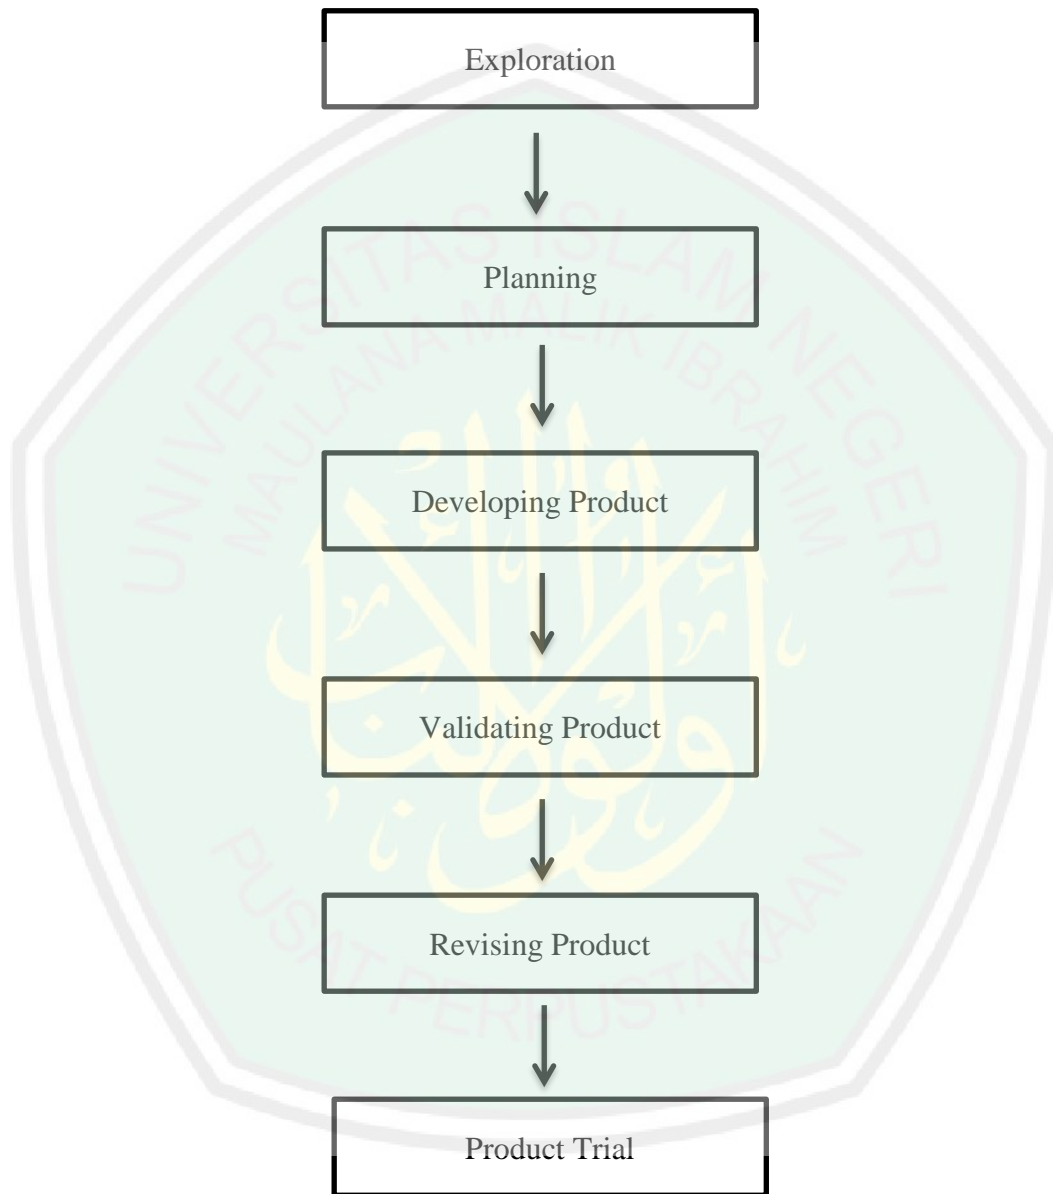 Exploration
UNIVERSITAS ISLAM NEGERI
MAULANA MALIK IBRAHIM
Planning
Developing Product
Validating Product
Revising Product
PUSAT PERPUSTAKAAN
Product Trial